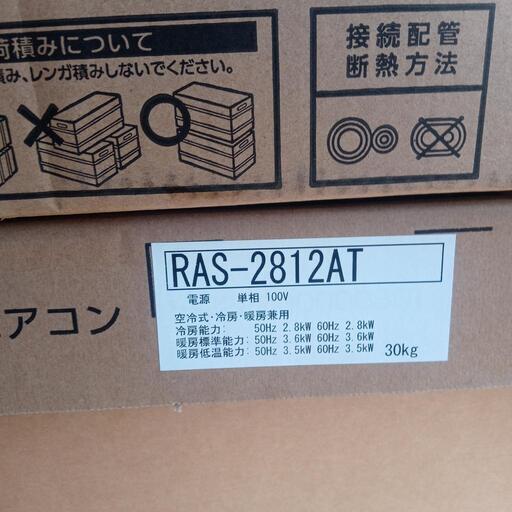 荷積みについて
積み、レンガ積みしないでください。
接続配管
断熱方法
エアコン
RAS-2812AT
電源 単相 100V
空冷式・冷房・暖房兼用
冷房能力: 50Hz 2.8kW 60Hz 2.8kW
暖房標準能力: 50Hz 3.6kW 60Hz 3.6kW
暖房低温能力: 50Hz 3.5kW 60Hz 3.5kW 30kg